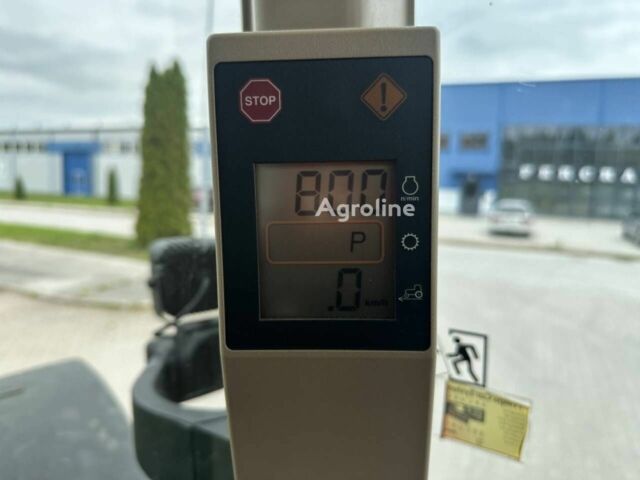 STOP
!
800
n/min
Agroline
P
.0 km/h